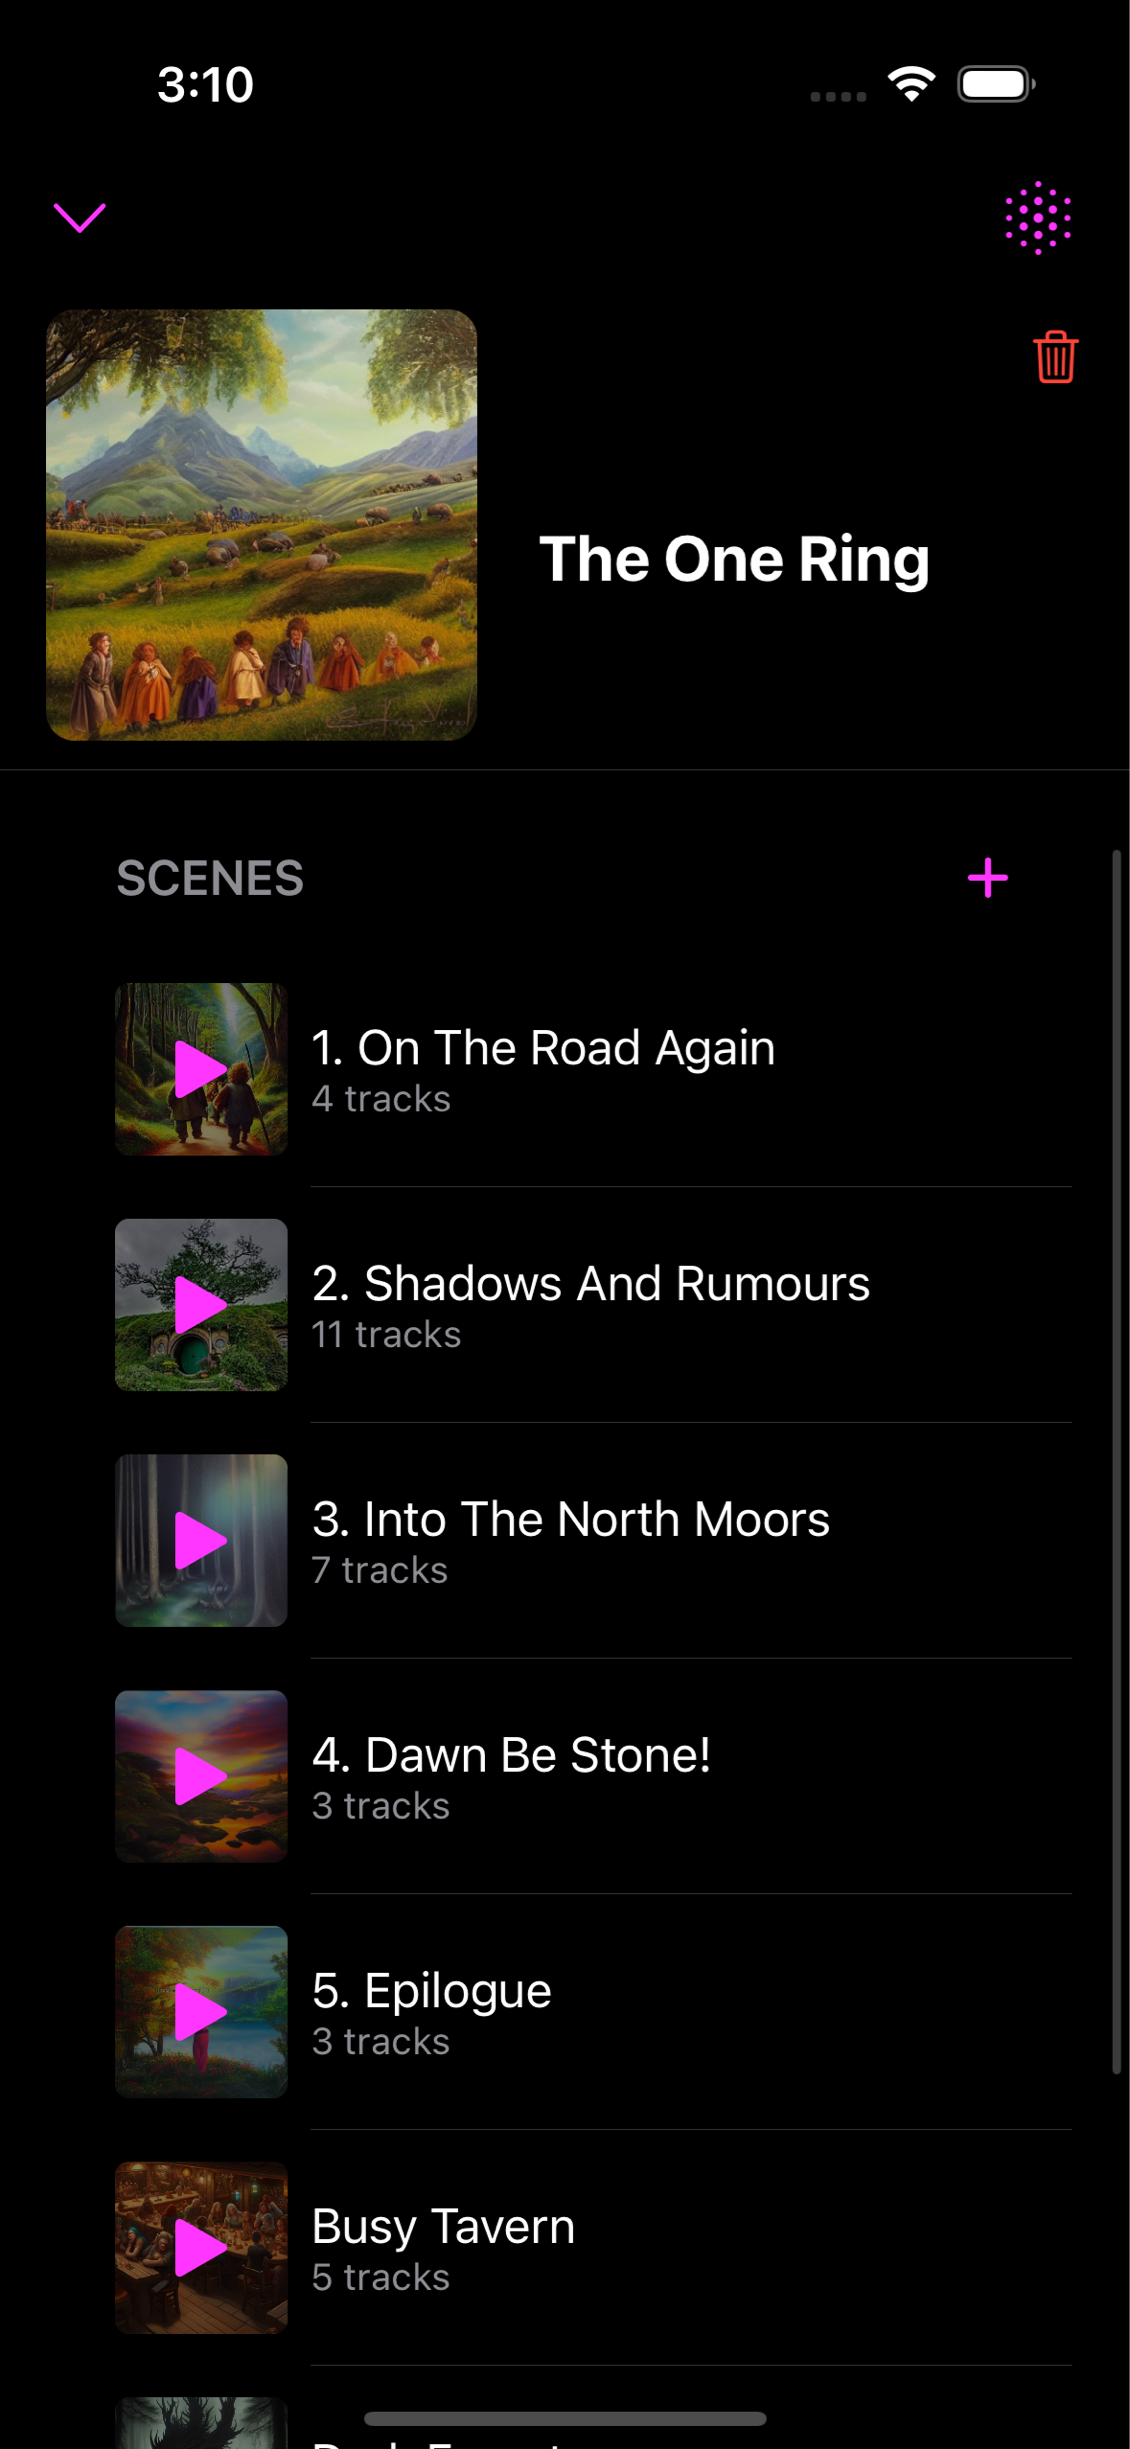 3:10
The One Ring
SCENES
1. On The Road Again
4 tracks
2. Shadows And Rumours
11 tracks
3. Into The North Moors
7 tracks
4. Dawn Be Stone!
3 tracks
5. Epilogue
3 tracks
Busy Tavern
5 tracks